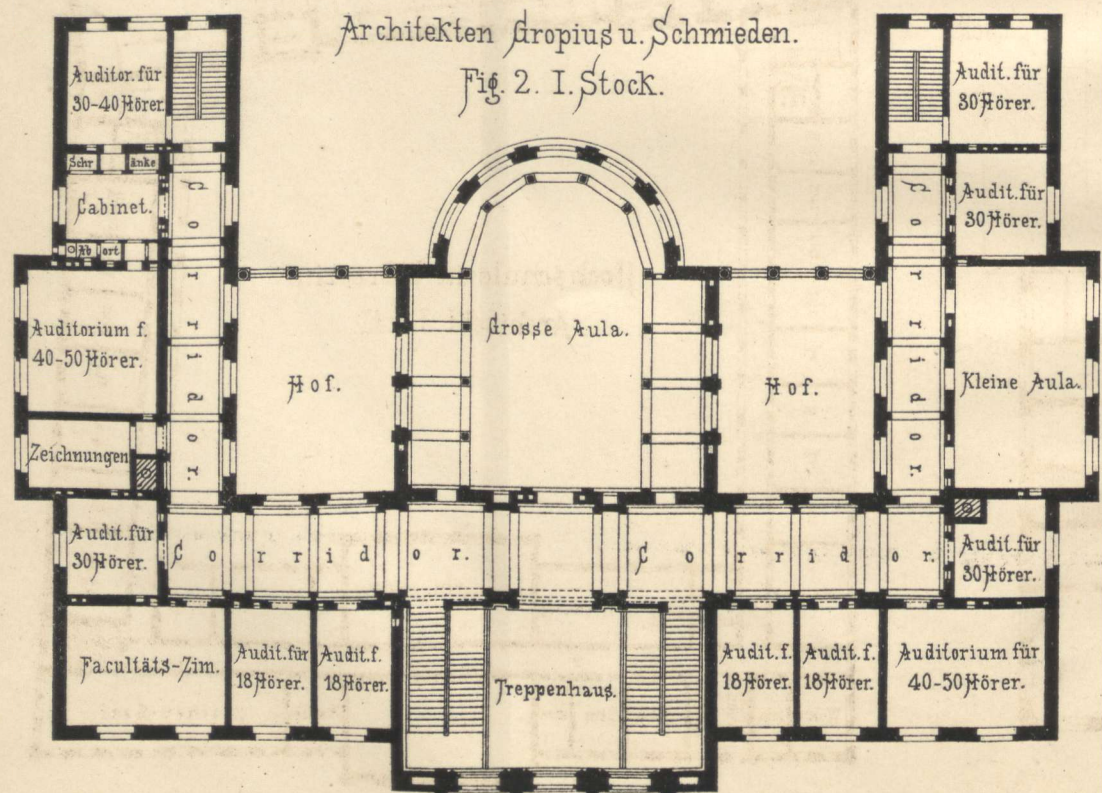 Architekten Gropius u. Schmieden.
Fig. 2. I. Stock.
Auditor. für
30-40 Hörer.
Schr änke
Cabinet.
Ab ort
Auditorium f.
40-50 Hörer.
Zeichnungen
Audit. für
30 Hörer.
Facultäts-Zim.
Audit. für
18 Hörer.
Audit. f.
18 Hörer.
Corridor.
Hof.
Corridor.
Grosse Aula.
Treppenhaus.
Hof.
Corridor.
Corridor.
Audit. für
30 Hörer.
Audit. für
30 Hörer.
Kleine Aula.
Audit. für
30 Hörer.
Audit. f.
18 Hörer.
Audit. f.
18 Hörer.
Auditorium für
40-50 Hörer.